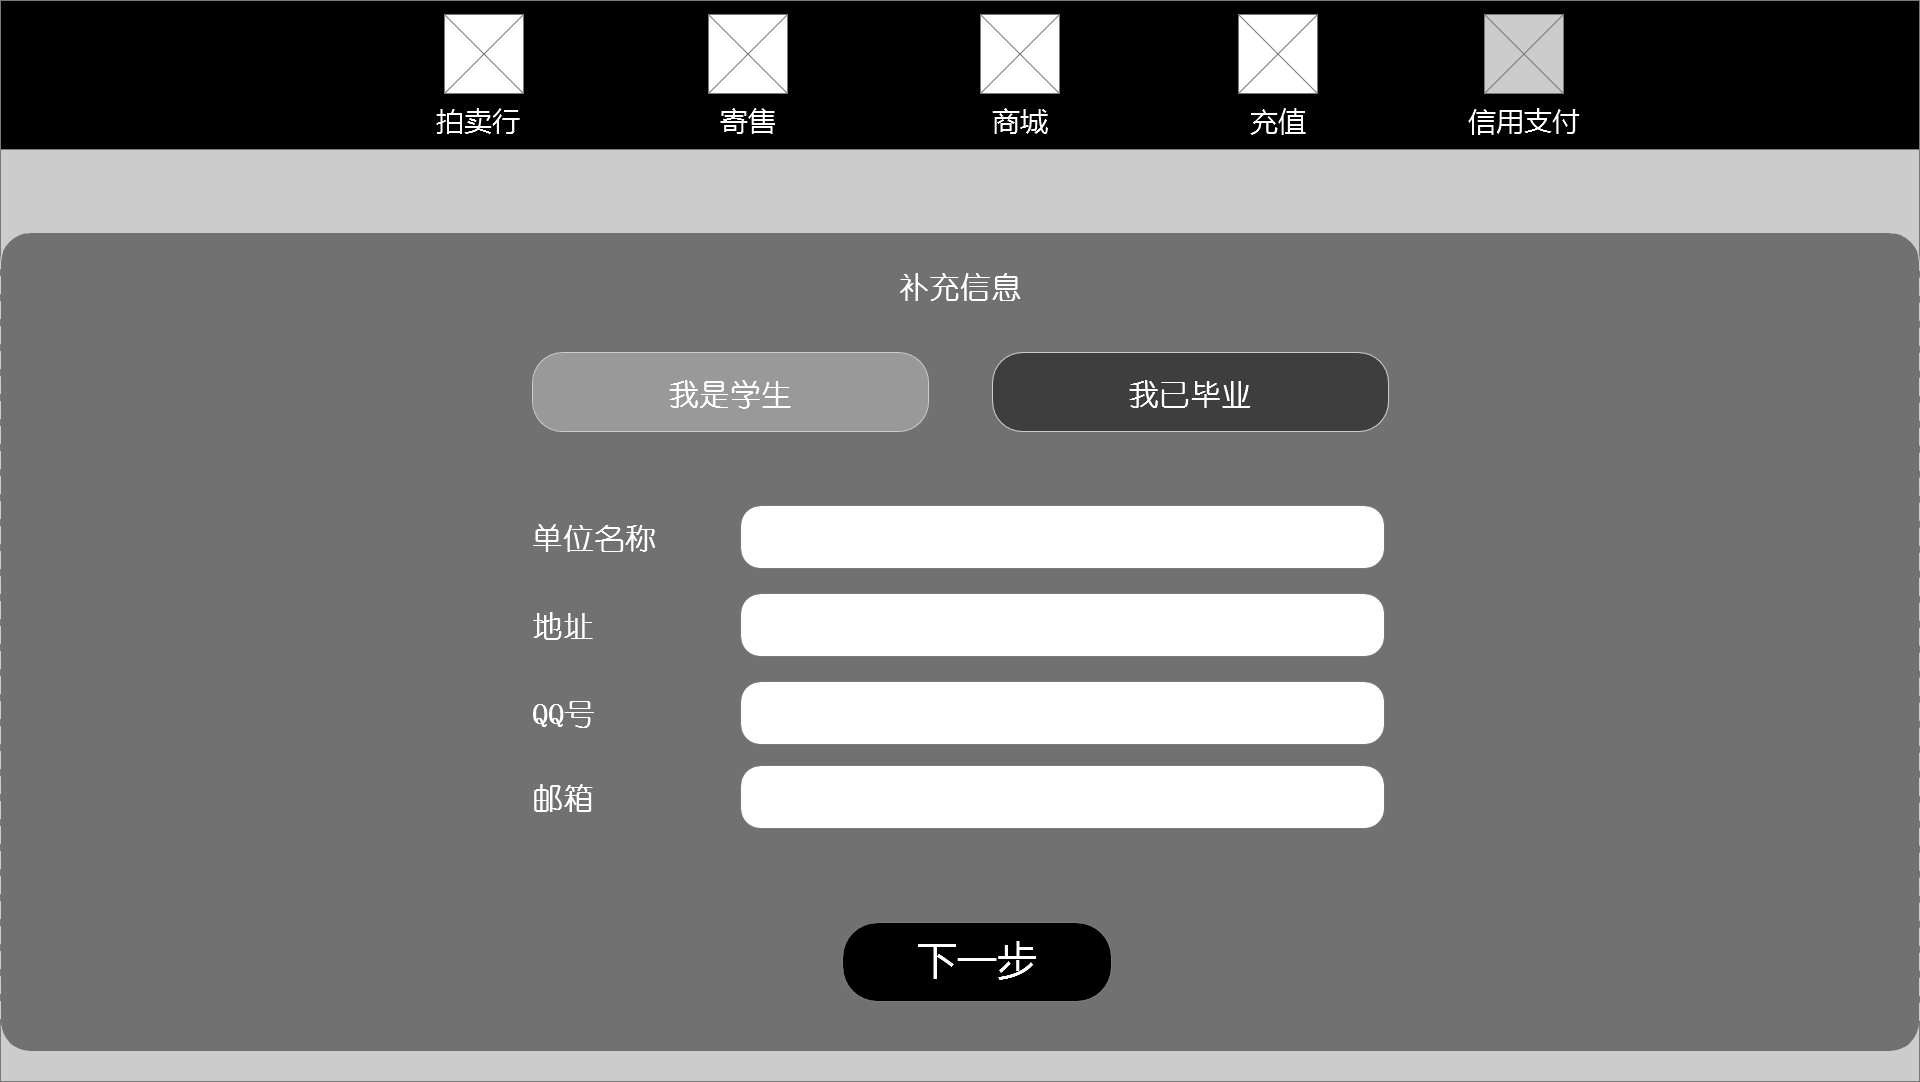 拍卖行 寄售 商城 充值 信用支付
补充信息
我是学生 我已毕业
单位名称
地址
QQ号
邮箱
下一步